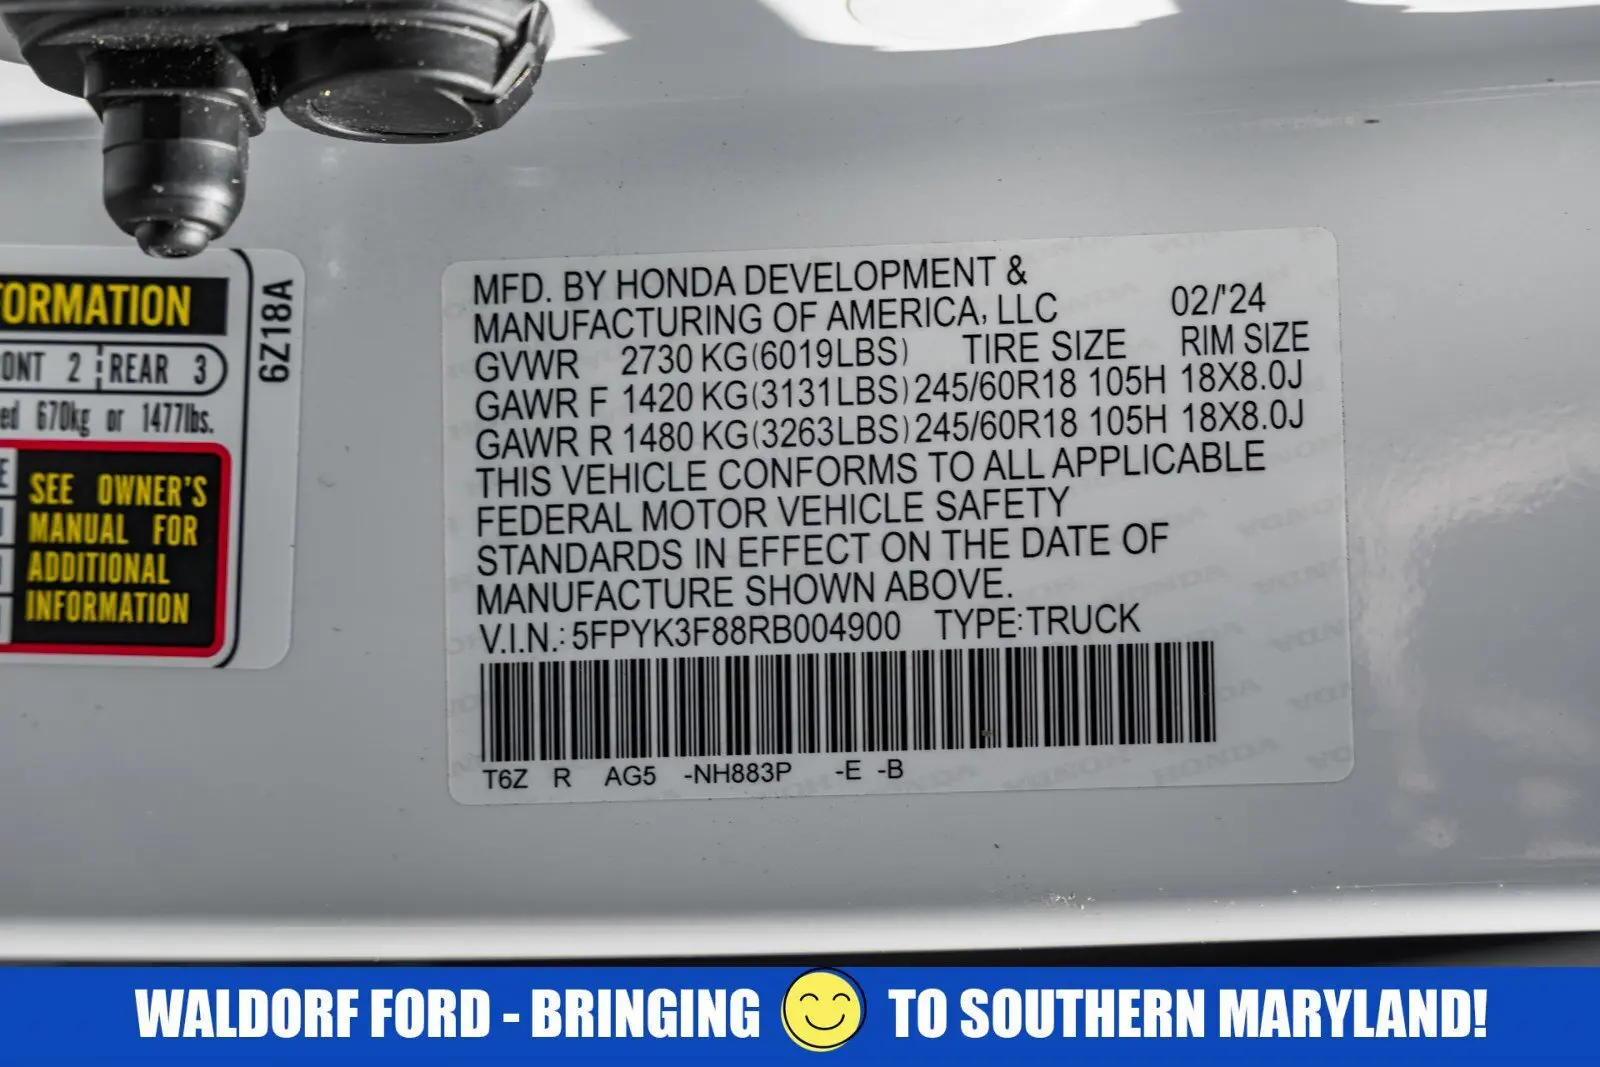 MFD. BY HONDA DEVELOPMENT &
MANUFACTURING OF AMERICA, LLC 02/'24
GVWR 2730 KG(6019LBS) TIRE SIZE RIM SIZE
GAWR F 1420 KG(3131LBS) 245/60R18 105H 18X8.0J
GAWR R 1480 KG(3263LBS) 245/60R18 105H 18X8.0J
THIS VEHICLE CONFORMS TO ALL APPLICABLE
FEDERAL MOTOR VEHICLE SAFETY
STANDARDS IN EFFECT ON THE DATE OF
MANUFACTURE SHOWN ABOVE.
V.I.N.: 5FPYK3F88RB004900 TYPE:TRUCK
T6Z R AG5 -NH883P -E -B
ORMATION
ONT 2 REAR 3
ed 670kg or 1477lbs.
SEE OWNER'S
MANUAL FOR
ADDITIONAL
INFORMATION
6Z18A
WALDORF FORD - BRINGING TO SOUTHERN MARYLAND!